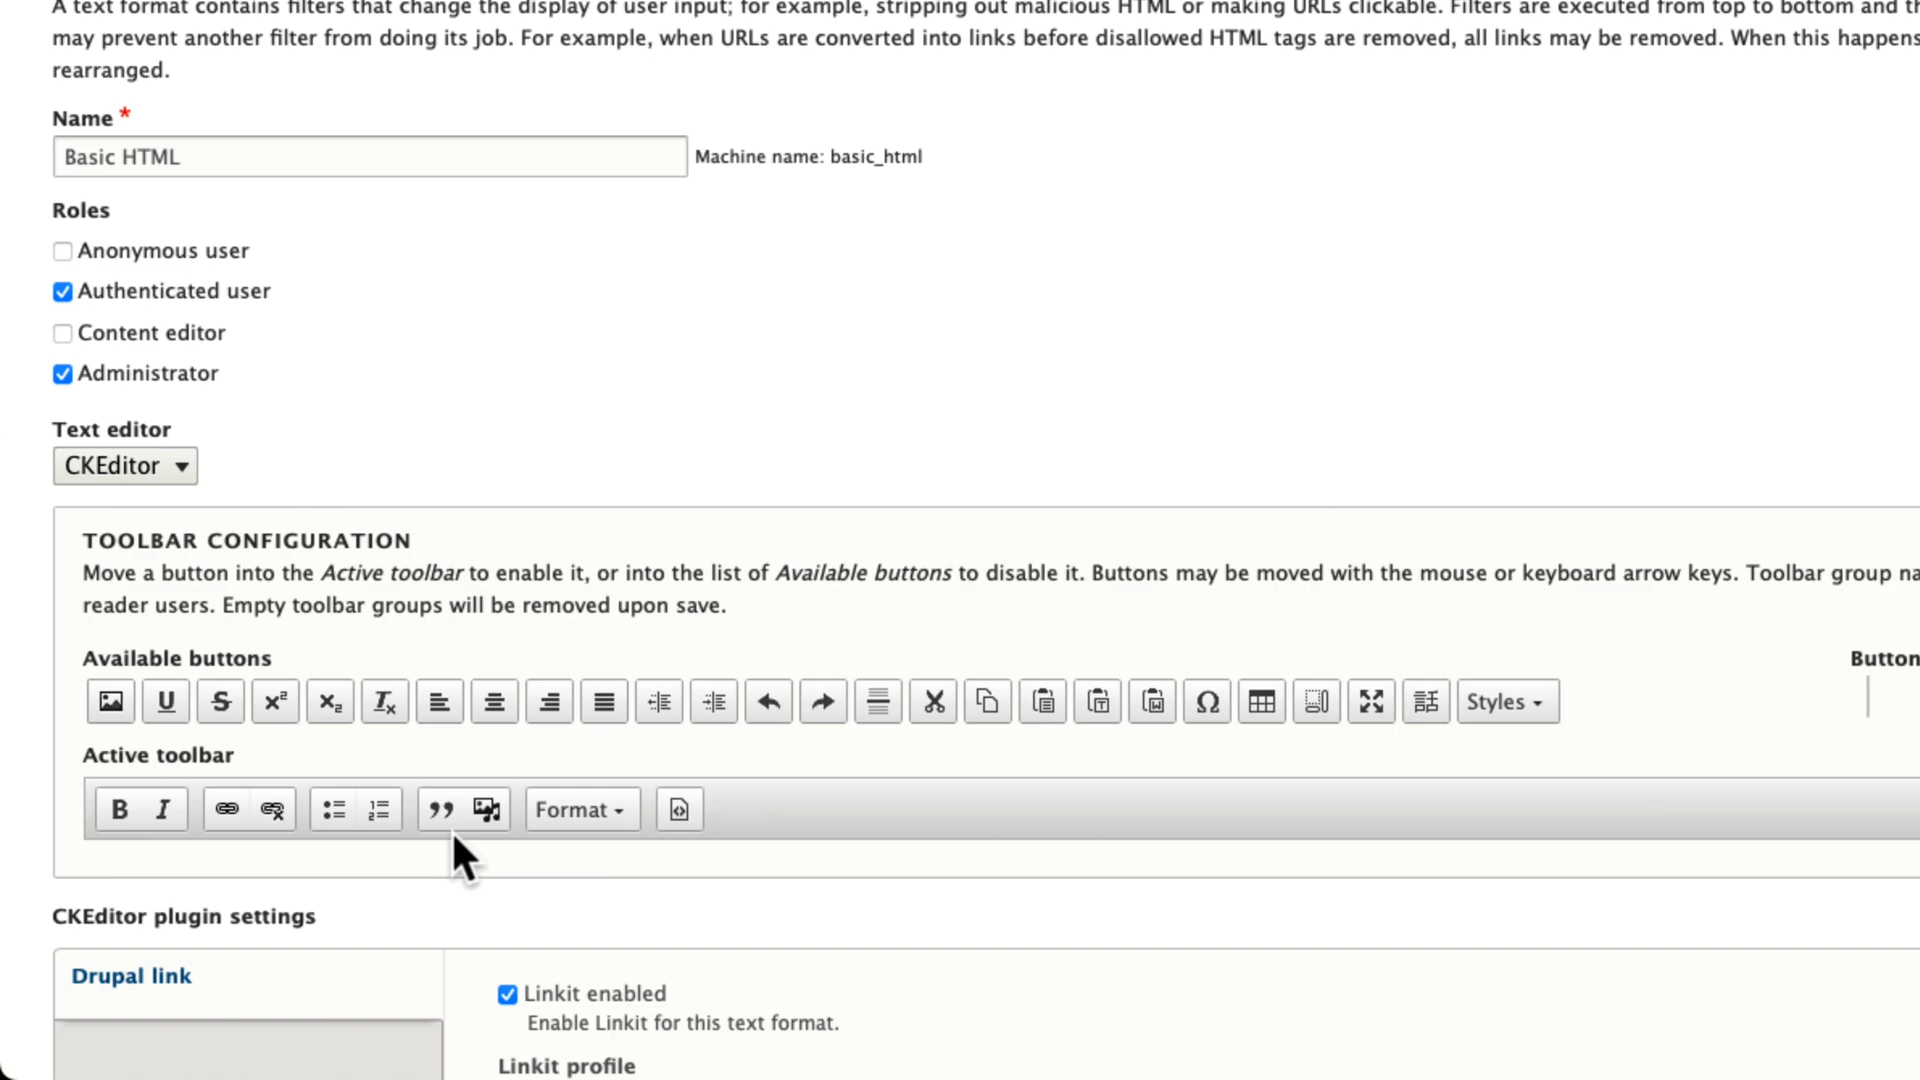 A text format contains filters that change the display of user input; for example, stripping out malicious HTML or making URLs clickable. Filters are executed from top to bottom and
may prevent another filter from doing its job. For example, when URLs are converted into links before disallowed HTML tags are removed, all links may be removed. When this happens
rearranged.
Name *
Basic HTML Machine name: basic_html
Roles
Anonymous user
Authenticated user
Content editor
Administrator
Text editor
CKEditor
TOOLBAR CONFIGURATION
Move a button into the Active toolbar to enable it, or into the list of Available buttons to disable it. Buttons may be moved with the mouse or keyboard arrow keys. Toolbar group na
reader users. Empty toolbar groups will be removed upon save.
Available buttons Button
U S x² x₂ Ix Ω Styles
Active toolbar
B I Format
CKEditor plugin settings
Drupal link
Linkit enabled
Enable Linkit for this text format.
Linkit profile